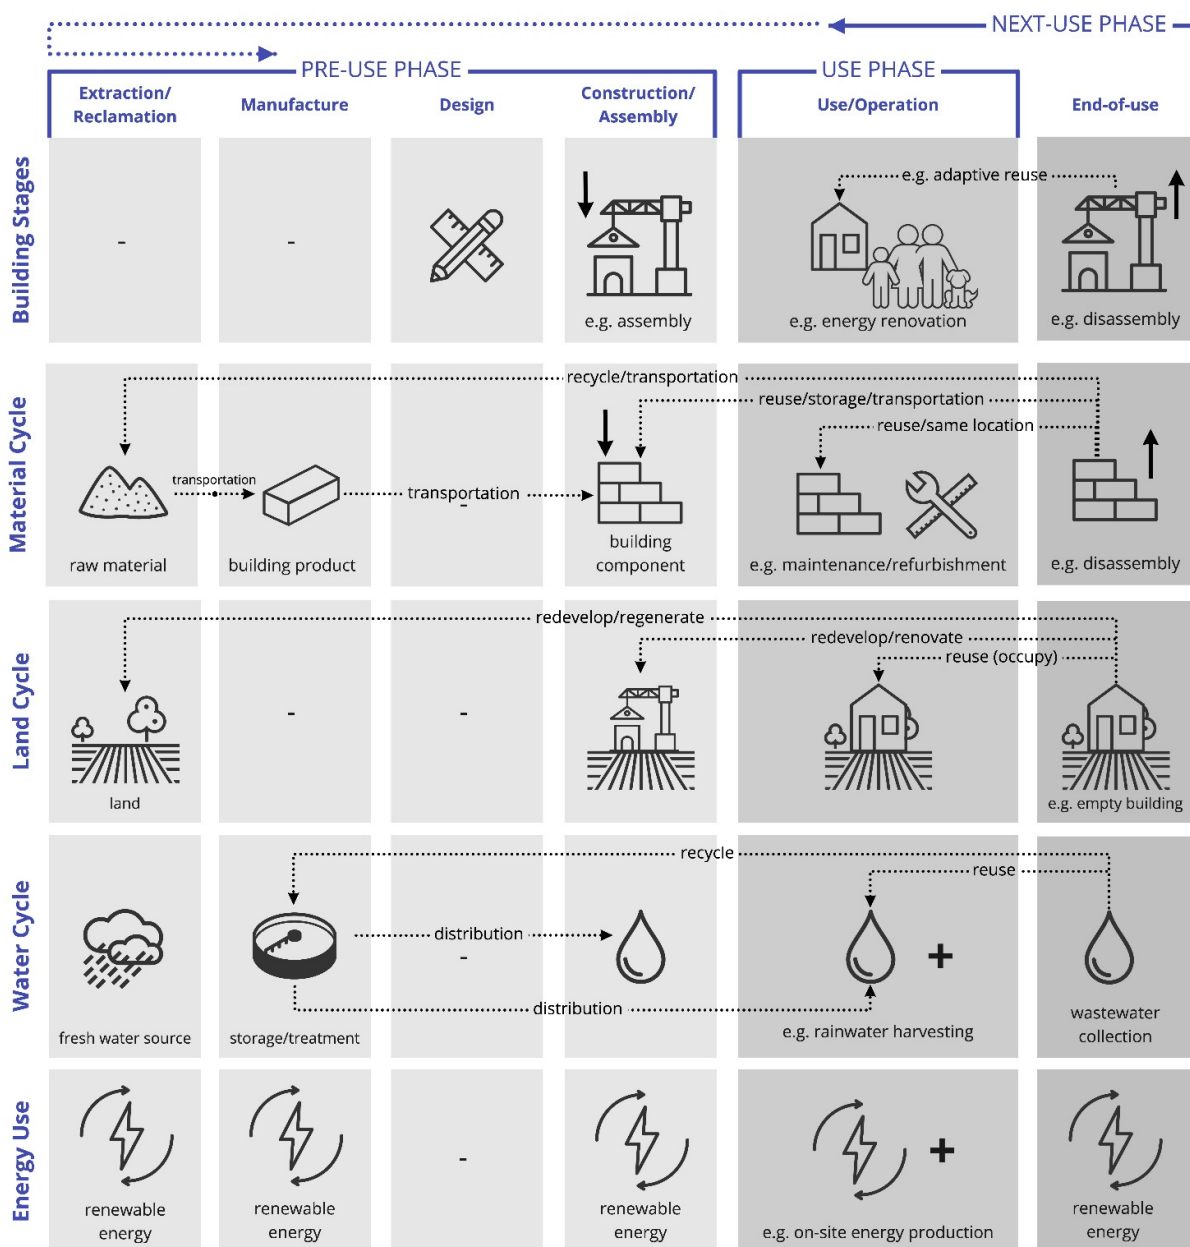 NEXT-USE PHASE
PRE-USE PHASE
USE PHASE
Extraction/
Reclamation
Manufacture
Design
Construction/
Assembly
Use/Operation
End-of-use
Building Stages
-
-
e.g. adaptive reuse
e.g. assembly
e.g. energy renovation
e.g. disassembly
Material Cycle
recycle/transportation
reuse/storage/transportation
reuse/same location
transportation
transportation
-
raw material
building product
building
component
e.g. maintenance/refurbishment
e.g. disassembly
Land Cycle
redevelop/regenerate
redevelop/renovate
reuse (occupy)
-
-
land
e.g. empty building
Water Cycle
recycle
reuse
distribution
-
+
distribution
fresh water source
storage/treatment
e.g. rainwater harvesting
wastewater
collection
Energy Use
-
+
renewable
energy
renewable
energy
renewable
energy
e.g. on-site energy production
renewable
energy